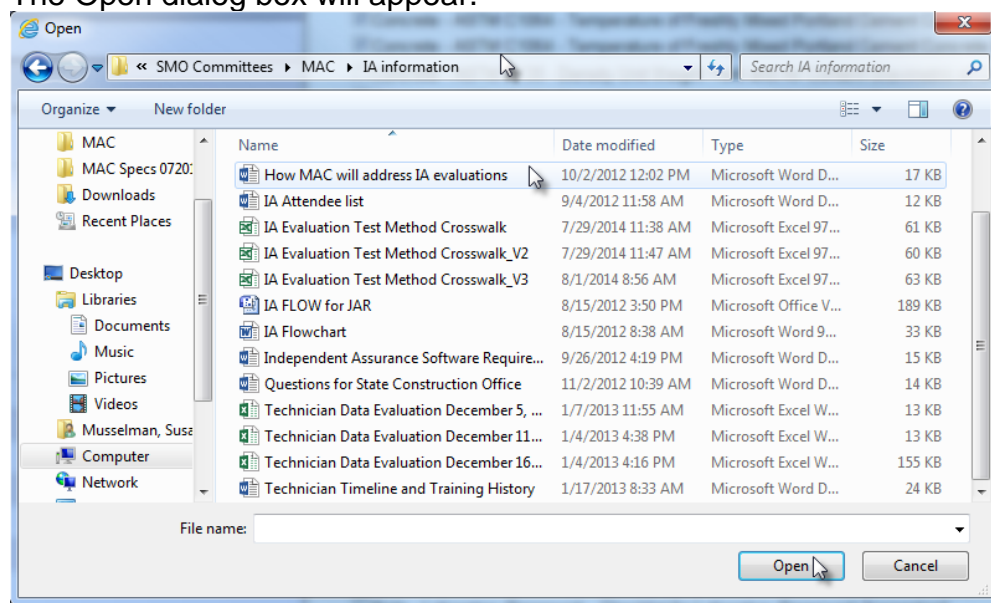 The Open dialog box will appear:
Open
« SMO Committees ▸ MAC ▸ IA information
Search IA information
Organize
New folder
Name Date modified Type Size
MAC
MAC Specs 0720
Downloads
Recent Places
Desktop
Libraries
Documents
Music
Pictures
Videos
Musselman, Susa
Computer
Network
How MAC will address IA evaluations 10/2/2012 12:02 PM Microsoft Word D... 17 KB
IA Attendee list 9/4/2012 11:58 AM Microsoft Word D... 12 KB
IA Evaluation Test Method Crosswalk 7/29/2014 11:38 AM Microsoft Excel 97... 61 KB
IA Evaluation Test Method Crosswalk_V2 7/29/2014 11:47 AM Microsoft Excel 97... 60 KB
IA Evaluation Test Method Crosswalk_V3 8/1/2014 8:56 AM Microsoft Excel 97... 63 KB
IA FLOW for JAR 8/15/2012 3:50 PM Microsoft Office V... 189 KB
IA Flowchart 8/15/2012 8:38 AM Microsoft Word 9... 33 KB
Independent Assurance Software Require... 9/26/2012 4:19 PM Microsoft Word D... 15 KB
Questions for State Construction Office 11/2/2012 10:39 AM Microsoft Word D... 14 KB
Technician Data Evaluation December 5, ... 1/7/2013 11:55 AM Microsoft Excel W... 13 KB
Technician Data Evaluation December 11... 1/4/2013 4:38 PM Microsoft Excel W... 13 KB
Technician Data Evaluation December 16... 1/4/2013 4:16 PM Microsoft Excel W... 155 KB
Technician Timeline and Training History 1/17/2013 8:33 AM Microsoft Word D... 24 KB
File name:
Open
Cancel